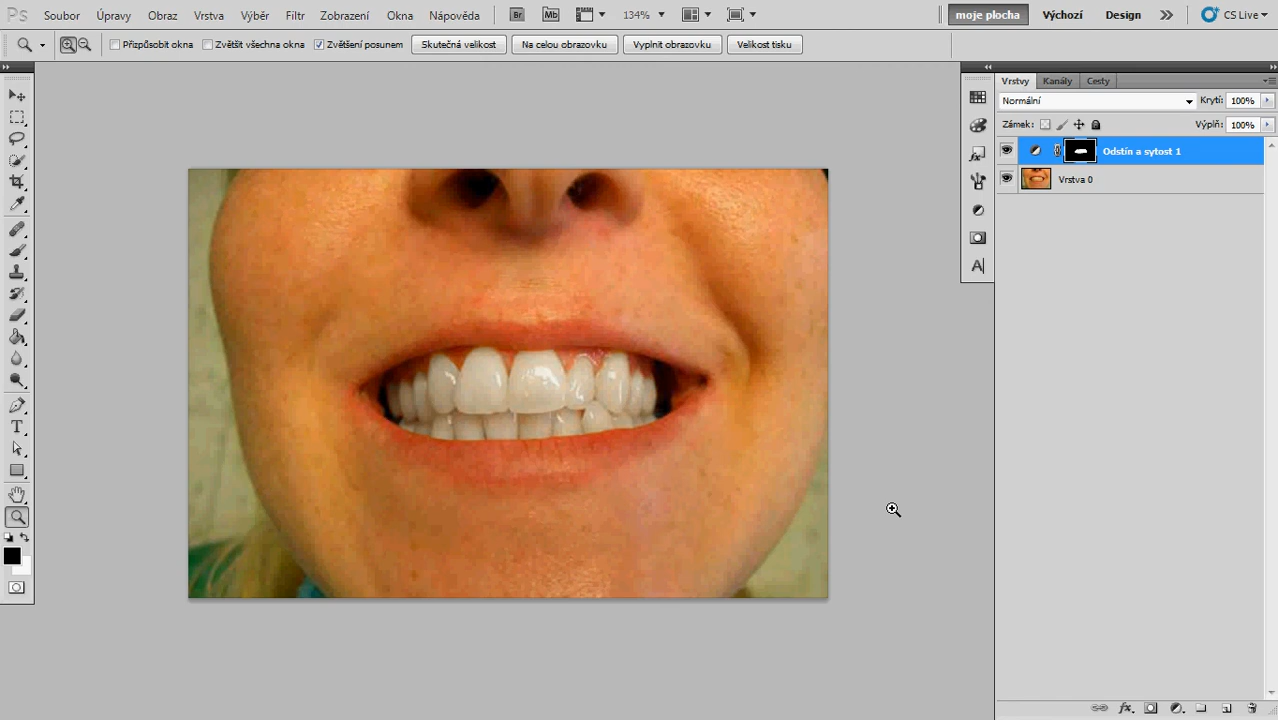 Ps Soubor Úpravy Obraz Vrstva Výběr Filtr Zobrazení Okna Nápověda Br Mb 134% moje plocha Výchozí Design CS Live
Přizpůsobit okna Zvětšit všechna okna Zvětšení posunem Skutečná velikost Na celou obrazovku Vyplnit obrazovku Velikost tisku
Vrstvy Kanály Cesty
Normální Krytí: 100%
Zámek: Výplň: 100%
Odstín a sytost 1
Vrstva 0